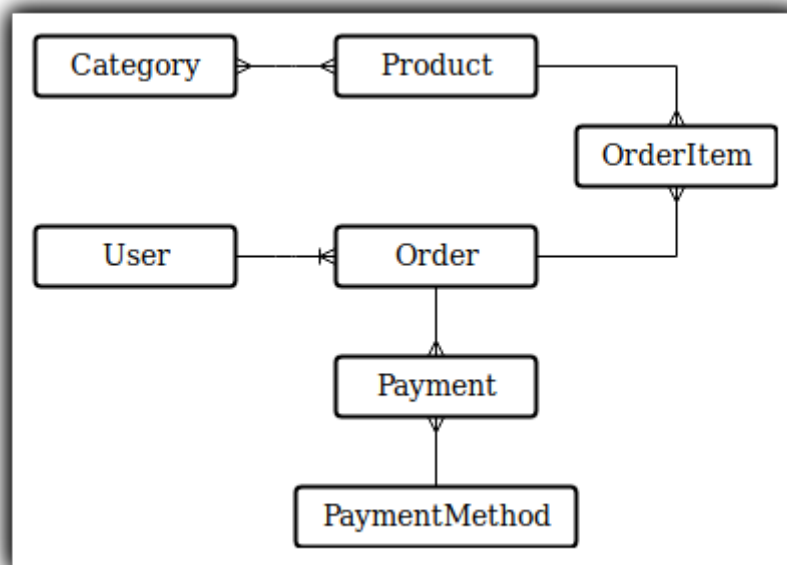 Category
Product
OrderItem
User
Order
Payment
PaymentMethod